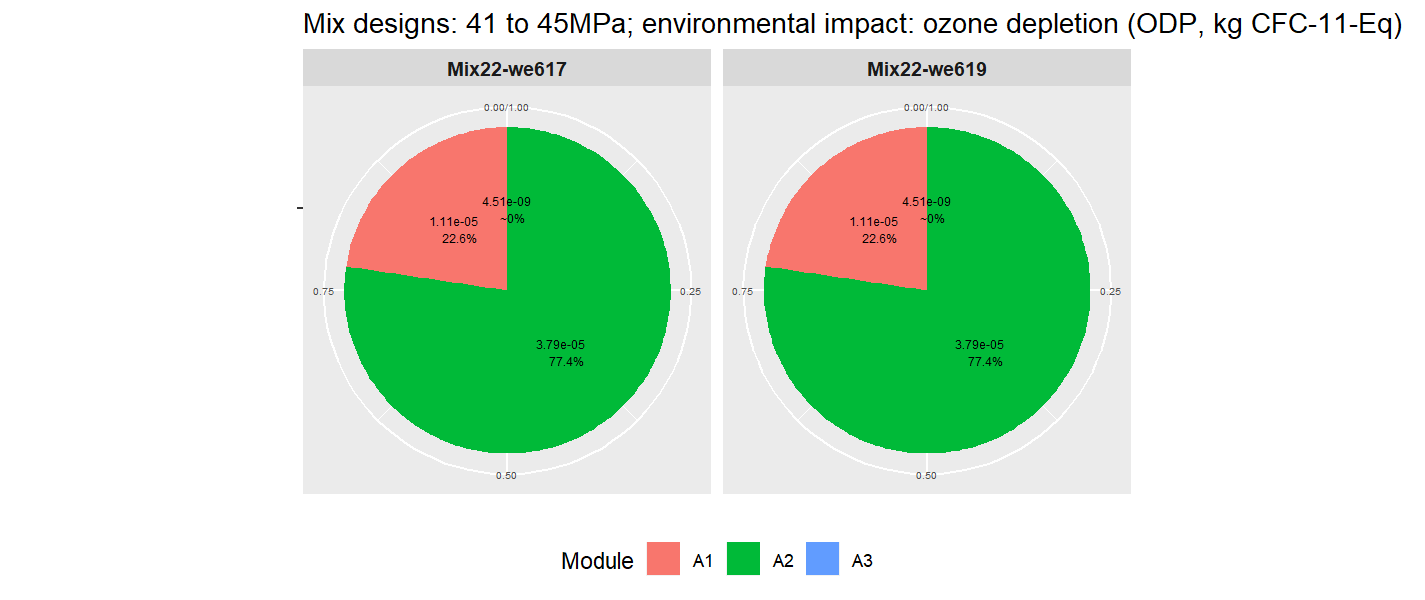 Mix designs: 41 to 45MPa; environmental impact: ozone depletion (ODP, kg CFC-11-Eq)
Mix22-we617
0.00/1.00
4.51e-09
~0%
1.11e-05
22.6%
0.75
0.25
3.79e-05
77.4%
0.50
Mix22-we619
0.00/1.00
4.51e-09
~0%
1.11e-05
22.6%
0.75
0.25
3.79e-05
77.4%
0.50
Module A1 A2 A3